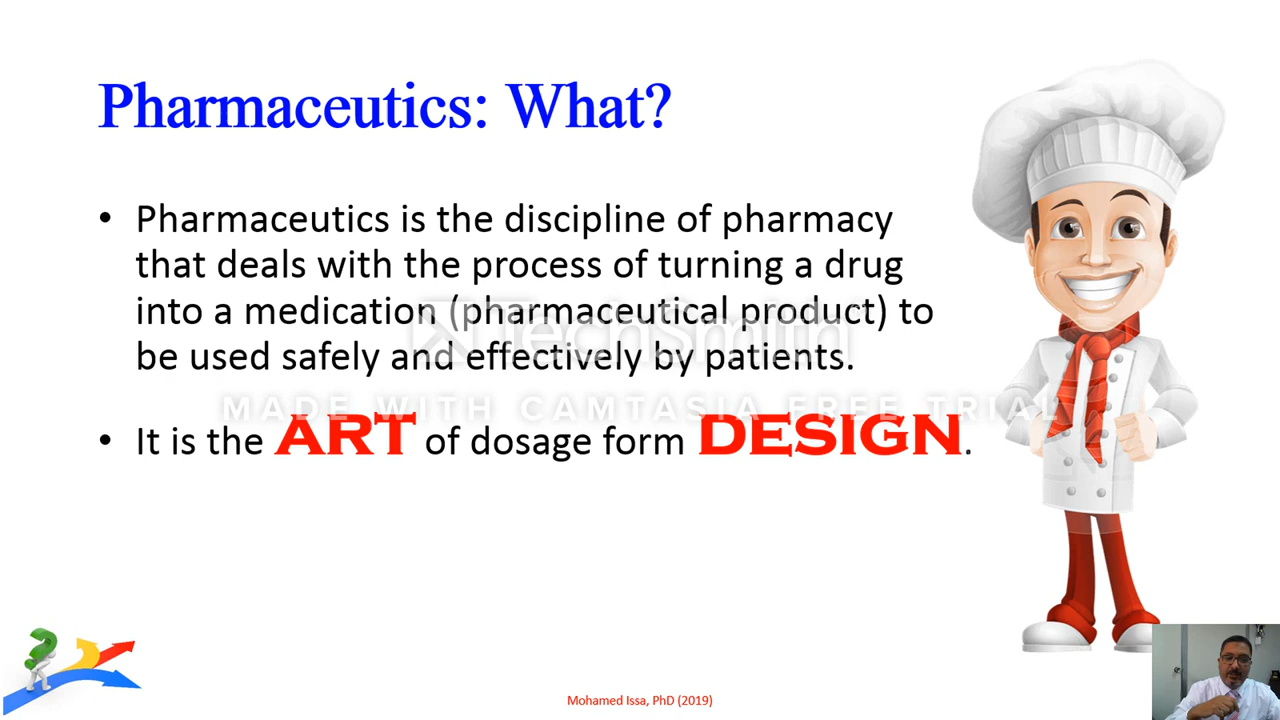 Pharmaceutics: What?
• Pharmaceutics is the discipline of pharmacy
that deals with the process of turning a drug
into a medication (pharmaceutical product) to
be used safely and effectively by patients.
TechSmith
MADE WITH CAMTASIA FREE TRIAL
• It is the ART of dosage form DESIGN.
Mohamed Issa, PhD (2019)